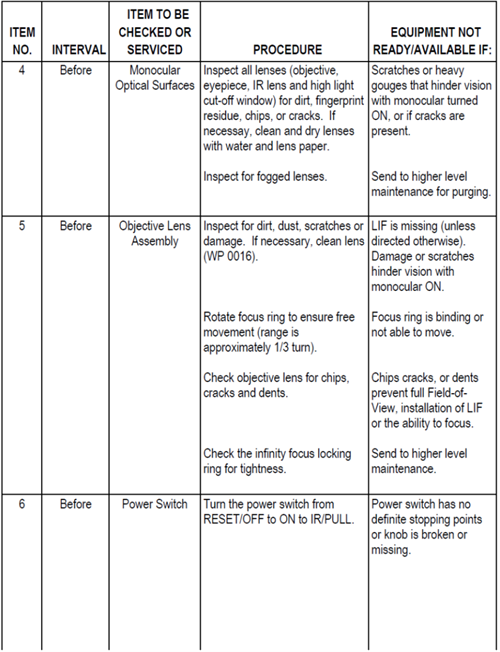 ITEM NO.
INTERVAL
ITEM TO BE CHECKED OR SERVICED
PROCEDURE
EQUIPMENT NOT READY/AVAILABLE IF:
4
Before
Monocular
Optical Surfaces
Inspect all lenses (objective,
eyepiece, IR lens and high light
cut-off window) for dirt, fingerprint
residue, chips, or cracks.  If
necessay, clean and dry lenses
with water and lens paper.
Scratches or heavy
gouges that hinder vision
with monocular turned
ON, or if cracks are
present.
Inspect for fogged lenses.
Send to higher level
maintenance for purging.
5
Before
Objective Lens
Assembly
Inspect for dirt, dust, scratches or
damage.  If necessary, clean lens
(WP 0016).
LIF is missing (unless
directed otherwise).
Damage or scratches
hinder vision with
monocular ON.
Rotate focus ring to ensure free
movement (range is
approximately 1/3 turn).
Focus ring is binding or
not able to move.
Check objective lens for chips,
cracks and dents.
Chips cracks, or dents
prevent full Field-of-
View, installation of LIF
or the ability to focus.
Check the infinity focus locking
ring for tightness.
Send to higher level
maintenance.
6
Before
Power Switch
Turn the power switch from
RESET/OFF to ON to IR/PULL.
Power switch has no
definite stopping points
or knob is broken or
missing.